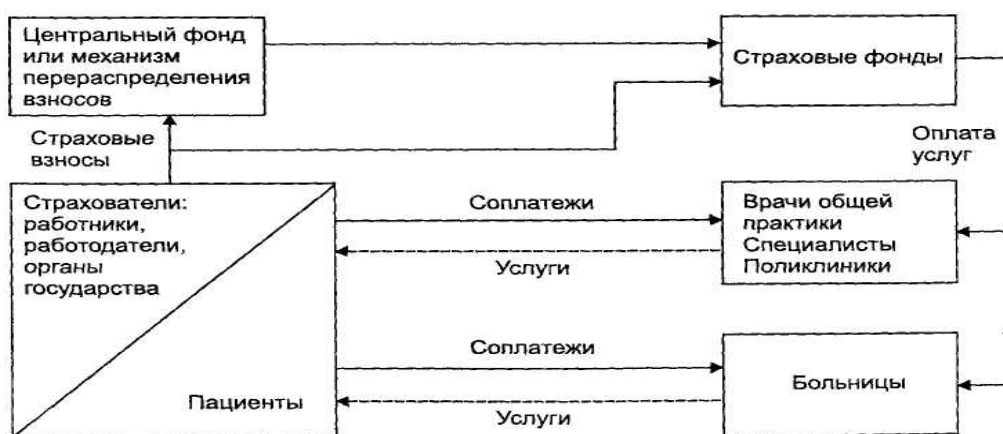 Центральный фонд
или механизм
перераспределения
взносов
Страховые фонды
Страховые
взносы
Оплата
услуг
Страхователи:
работники,
работодатели,
органы
государства
Соплатежи
Услуги
Врачи общей
практики
Специалисты
Поликлиники
Соплатежи
Услуги
Больницы
Пациенты